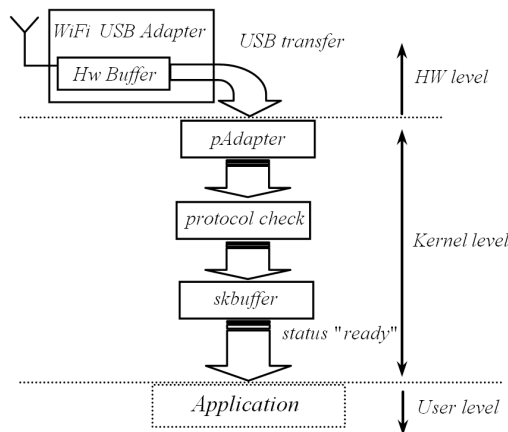 WiFi USB Adapter
USB transfer
Hw Buffer
HW level
pAdapter
protocol check
Kernel level
skbuffer
status "ready"
Application
User level